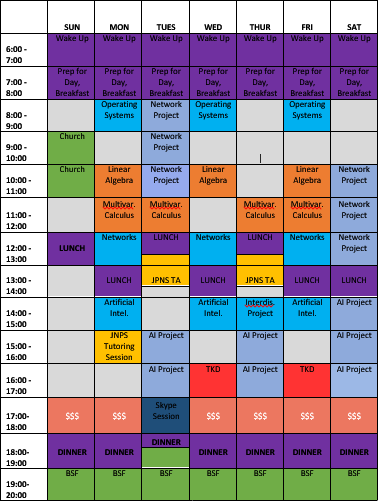 SUN MON TUES WED THUR FRI SAT
6:00 - Wake Up Wake Up Wake Up Wake Up Wake Up Wake Up Wake Up
7:00
7:00 - Prep for Prep for Prep for Prep for Prep for Prep for Prep for
8:00 Day, Day, Day, Day, Day, Day, Day,
Breakfast Breakfast Breakfast Breakfast Breakfast Breakfast Breakfast
8:00 - Operating Network Operating Operating
9:00 Systems Project Systems Systems
9:00 - Church Network
10:00 Project
10:00 - Church Linear Network Linear Linear Network
11:00 Algebra Project Algebra Algebra Project
11:00 - Multivar. Multivar. Multivar. Multivar. Network
12:00 Calculus Calculus Calculus Calculus Project
12:00 - LUNCH Networks LUNCH Networks LUNCH Networks Network
13:00 Project
13:00 - LUNCH JPNS TA LUNCH JPNS TA LUNCH LUNCH
14:00
14:00 - Artificial Artificial Interdis. Artificial AI Project
15:00 Intel. Intel. Project Intel.
15:00 - JNPS AI Project AI Project AI Project
16:00 Tutoring
Session
16:00 - AI Project TKD AI Project TKD AI Project
17:00
17:00- $$$ $$$ Skype $$$ $$$ $$$ $$$
18:00 Session
18:00- DINNER DINNER DINNER DINNER DINNER DINNER DINNER
19:00
19:00- BSF BSF BSF BSF BSF BSF BSF
20:00